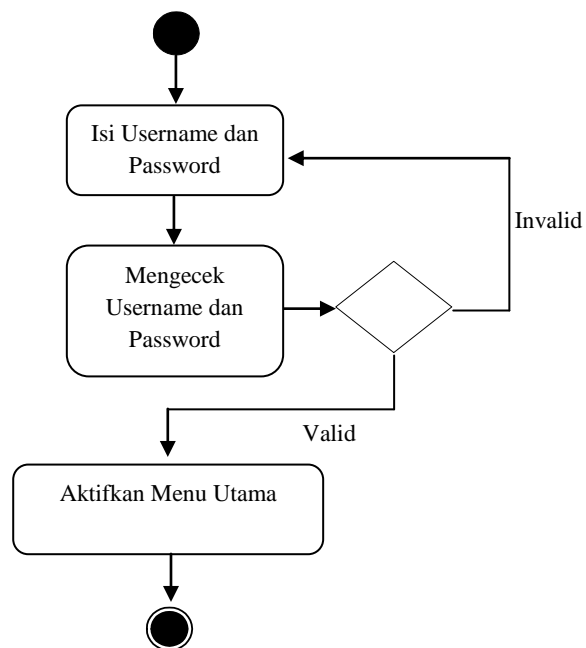 Isi Username dan
Password
Invalid
Mengecek
Username dan
Password
Valid
Aktifkan Menu Utama